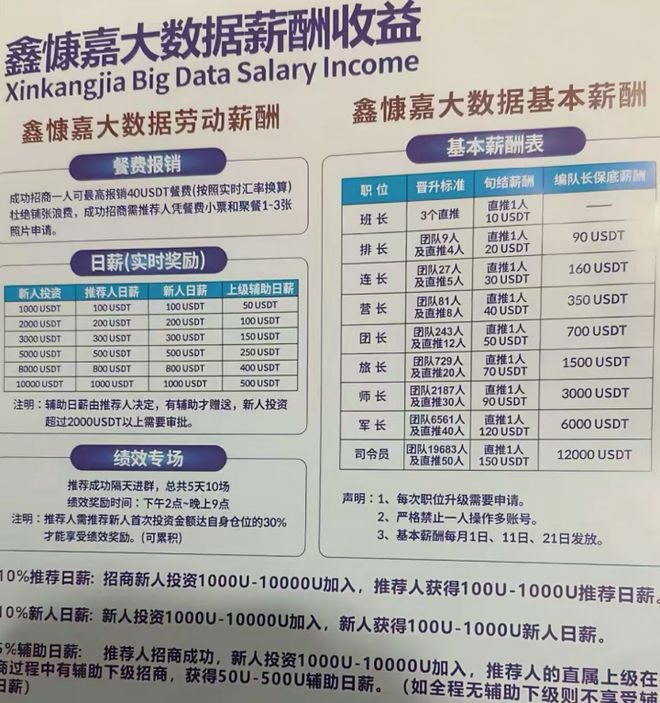 鑫慷嘉大数据薪酬收益
Xinkangjia Big Data Salary Income
鑫慷嘉大数据劳动薪酬
餐费报销
成功招商一人可最高报销40USDT餐费(按照实时汇率换算)
杜绝铺张浪费，成功招商需推荐人凭餐费小票和聚餐1-3张
照片申请。
日薪(实时奖励)
新人投资 推荐人日薪 新人日薪 上级辅助日薪
1000 USDT 100 USDT 100 USDT 50 USDT
2000 USDT 200 USDT 200 USDT 100 USDT
3000 USDT 300 USDT 300 USDT 150 USDT
5000 USDT 500 USDT 500 USDT 250 USDT
8000 USDT 800 USDT 800 USDT 400 USDT
10000 USDT 1000 USDT 1000 USDT 500 USDT
注明：辅助日薪由推荐人决定，有辅助才赠送，新人投资
超过2000USDT以上需要审批。
绩效专场
推荐成功隔天进群，总共5天10场
绩效奖励时间：下午2点~晚上9点
注明：推荐人需推荐新人首次投资金额达自身仓位的30%
才能享受绩效奖励。(可累积)
鑫慷嘉大数据基本薪酬
基本薪酬表
职 位 晋升标准 旬结薪酬 编队长保底薪酬
班 长 3个直推 直推1人 ——
10 USDT
排 长 团队9人 直推1人 90 USDT
及直推4人 20 USDT
连 长 团队27人 直推1人 160 USDT
及直推5人 30 USDT
营 长 团队81人 直推1人 350 USDT
及直推8人 40 USDT
团 长 团队243人 直推1人 700 USDT
及直推12人 50 USDT
旅 长 团队729人 直推1人 1500 USDT
及直推20人 70 USDT
师 长 团队2187人 直推1人 3000 USDT
及直推30人 90 USDT
军 长 团队6561人 直推1人 6000 USDT
及直推40人 120 USDT
司令员 团队19683人 直推1人 12000 USDT
及直推50人 150 USDT
声明：1、每次职位升级需要申请。
2、严格禁止一人操作多账号。
3、基本薪酬每月1日、11日、21日发放。
10%推荐日薪: 招商新人投资1000U-10000U加入，推荐人获得100U-1000U推荐日薪。
10%新人日薪: 新人投资1000U-10000U加入，新人获得100U-1000U新人日薪。
5%辅助日薪: 推荐人招商成功，新人投资1000U-10000U加入，推荐人的直属上级在
商过程中有辅助下级招商，获得50U-500U辅助日薪。（如全程无辅助下级则不享受辅
日薪）